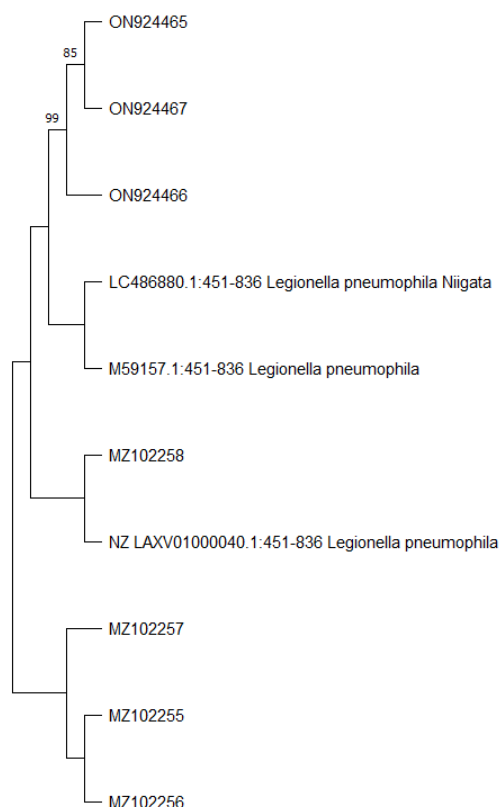 ON924465
85
ON924467
99
ON924466
LC486880.1:451-836 Legionella pneumophila Niigata
M59157.1:451-836 Legionella pneumophila
MZ102258
NZ LAXV01000040.1:451-836 Legionella pneumophila
MZ102257
MZ102255
MZ102256